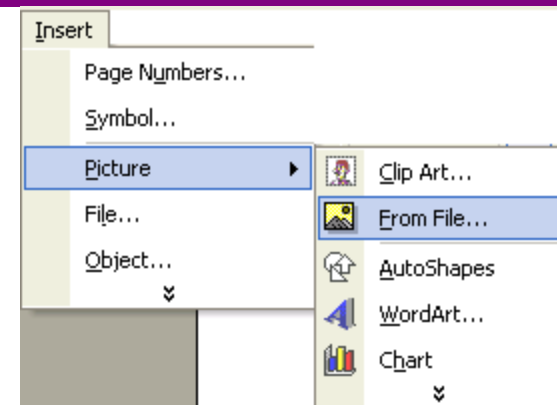 Insert
Page Numbers...
Symbol...
Picture
File...
Object...
Clip Art...
From File...
AutoShapes
WordArt...
Chart